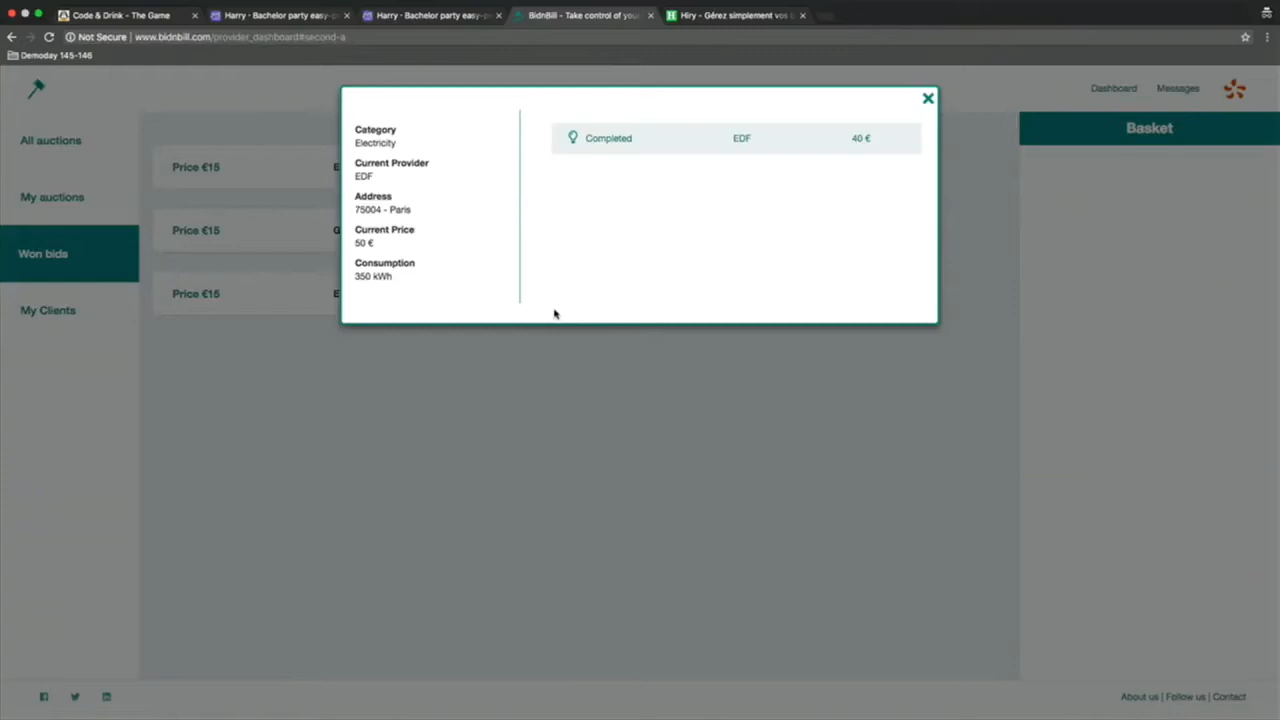 Code & Drink – The Game
Harry · Bachelor party easy-p
Harry · Bachelor party easy-p
BidnBill - Take control of you
Hiry - Gérez simplement vos b
Not Secure | www.bidnbill.com/provider_dashboard#second-a
Demoday 145-146
Dashboard
Messages
All auctions
My auctions
Won bids
My Clients
Price €15
E
Price €15
G
Price €15
E
Category
Electricity
Current Provider
EDF
Address
75004 - Paris
Current Price
50 €
Consumption
350 kWh
Completed EDF 40 €
Basket
About us | Follow us | Contact